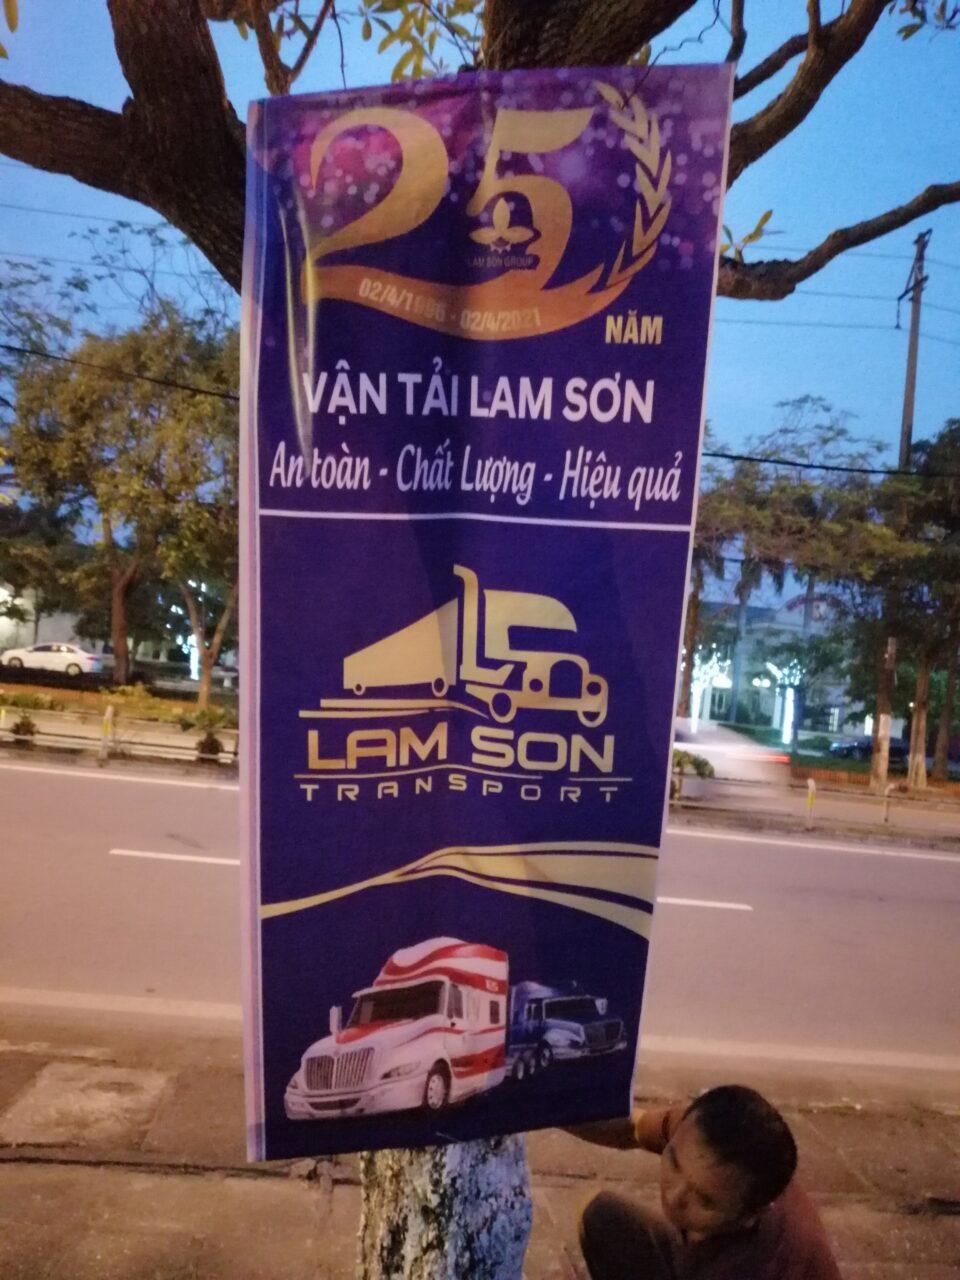 25
LAM SON GROUP
02/4/1996 - 02/4/2021
NĂM
VẬN TẢI LAM SƠN
An toàn - Chất Lượng - Hiệu quả
LAM SON
TRANSPORT